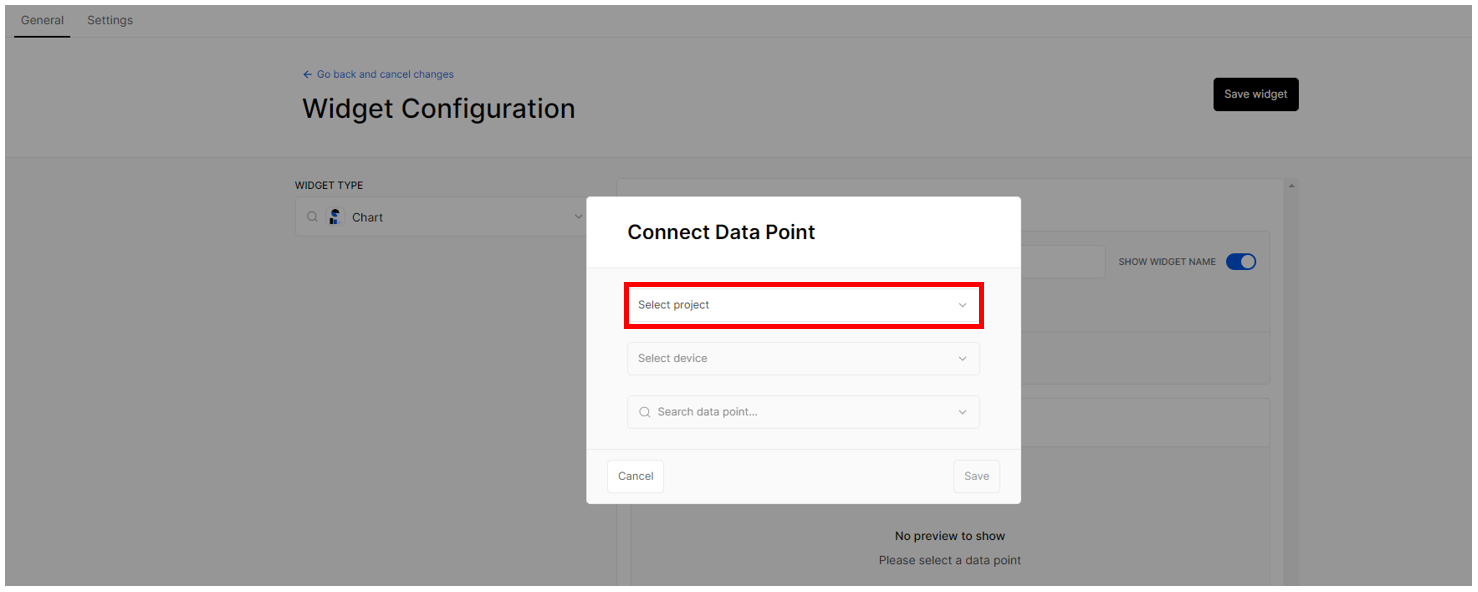 General Settings
Go back and cancel changes
Widget Configuration
Save widget
WIDGET TYPE
Chart
SHOW WIDGET NAME
Connect Data Point
Select project
Select device
Search data point...
Cancel Save
No preview to show
Please select a data point